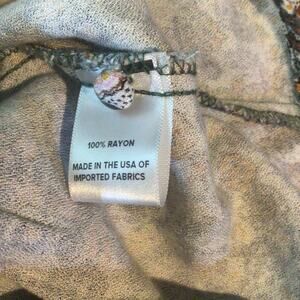 100% RAYON
MADE IN THE USA OF
IMPORTED FABRICS